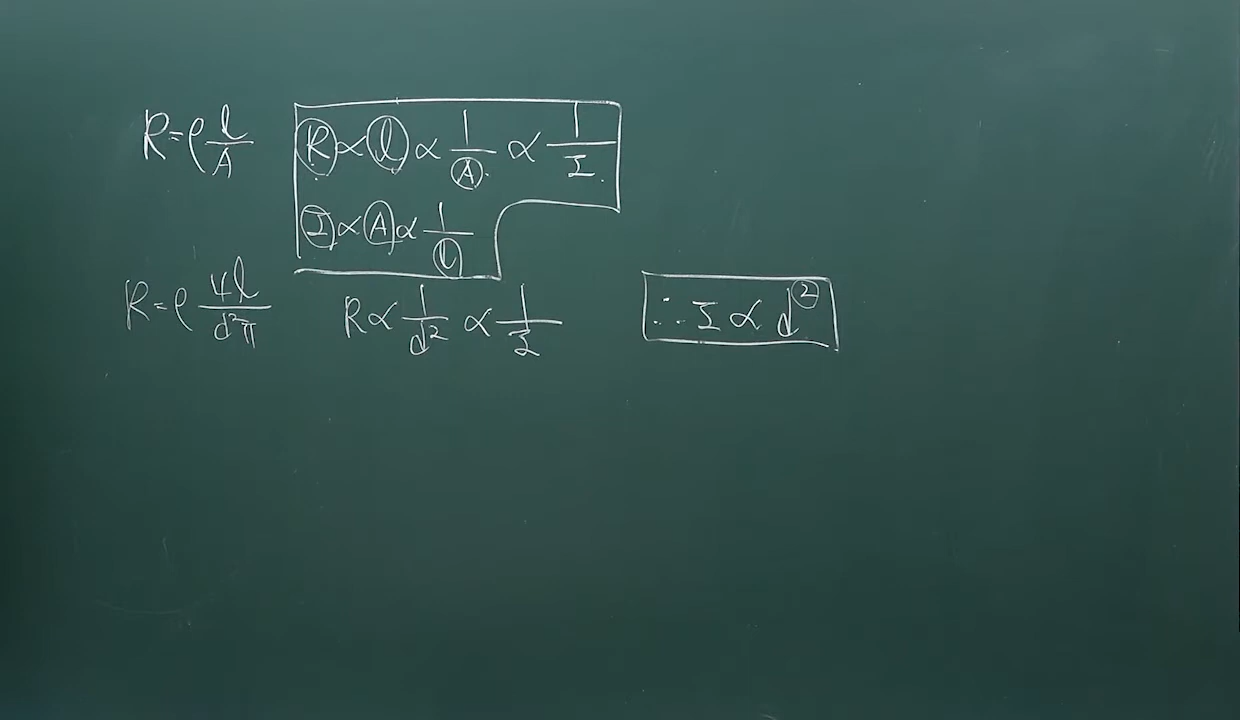 R=ρ l/A
R ∝ l ∝ 1/A ∝ 1/I
I ∝ A ∝ 1/l
R=ρ 4l/d²π
R ∝ 1/d² ∝ 1/I
∴ I ∝ d²